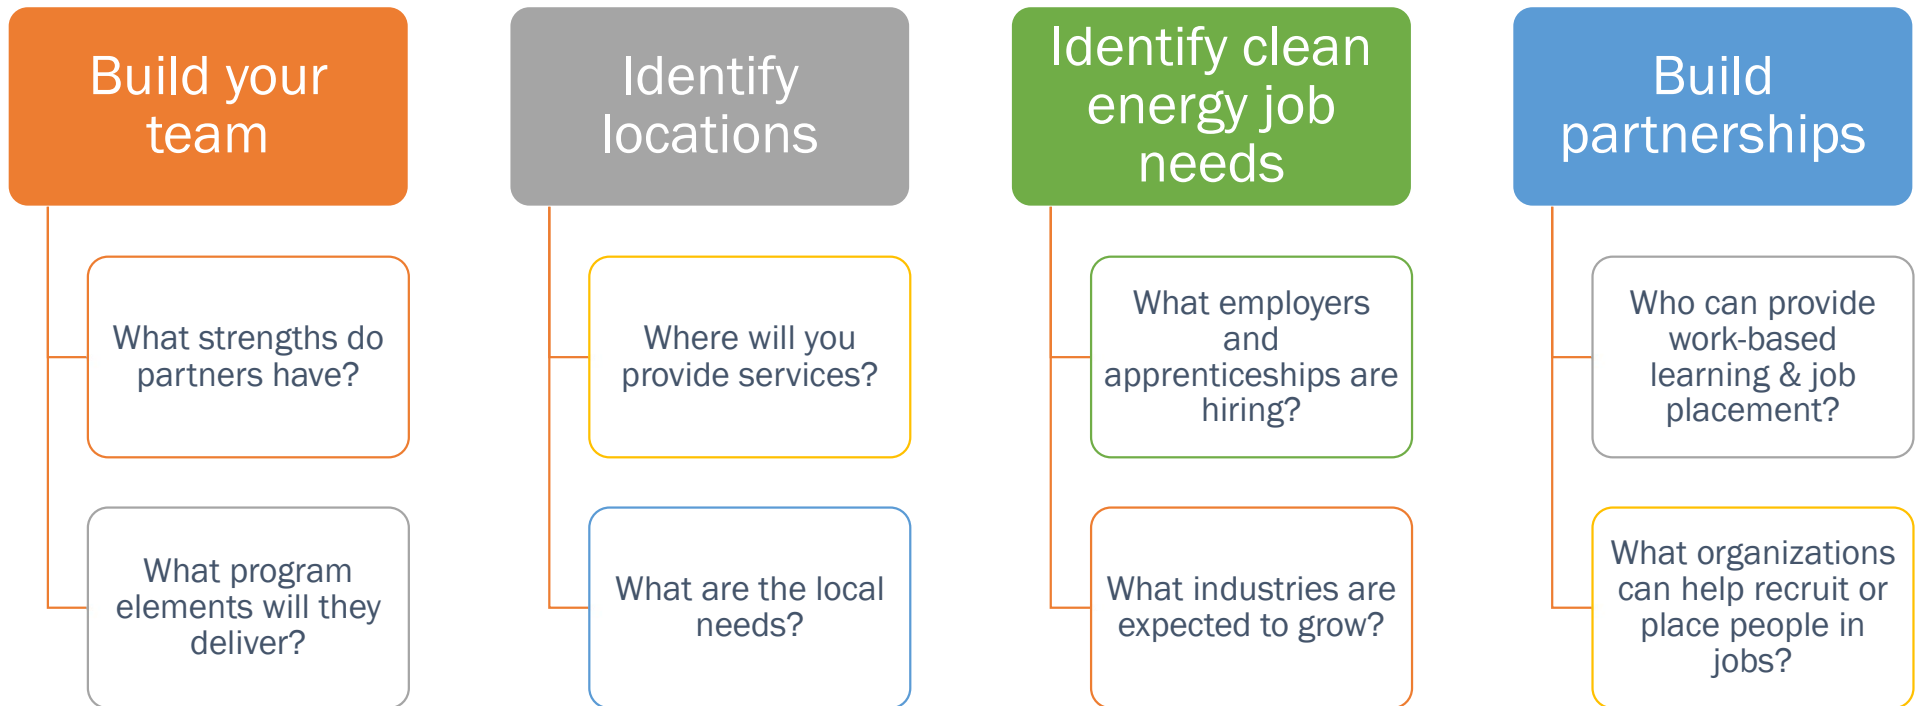 Build your
team
What strengths do
partners have?
What program
elements will they
deliver?
Identify
locations
Where will you
provide services?
What are the local
needs?
Identify clean
energy job
needs
What employers
and
apprenticeships are
hiring?
What industries are
expected to grow?
Build
partnerships
Who can provide
work-based
learning & job
placement?
What organizations
can help recruit or
place people in
jobs?